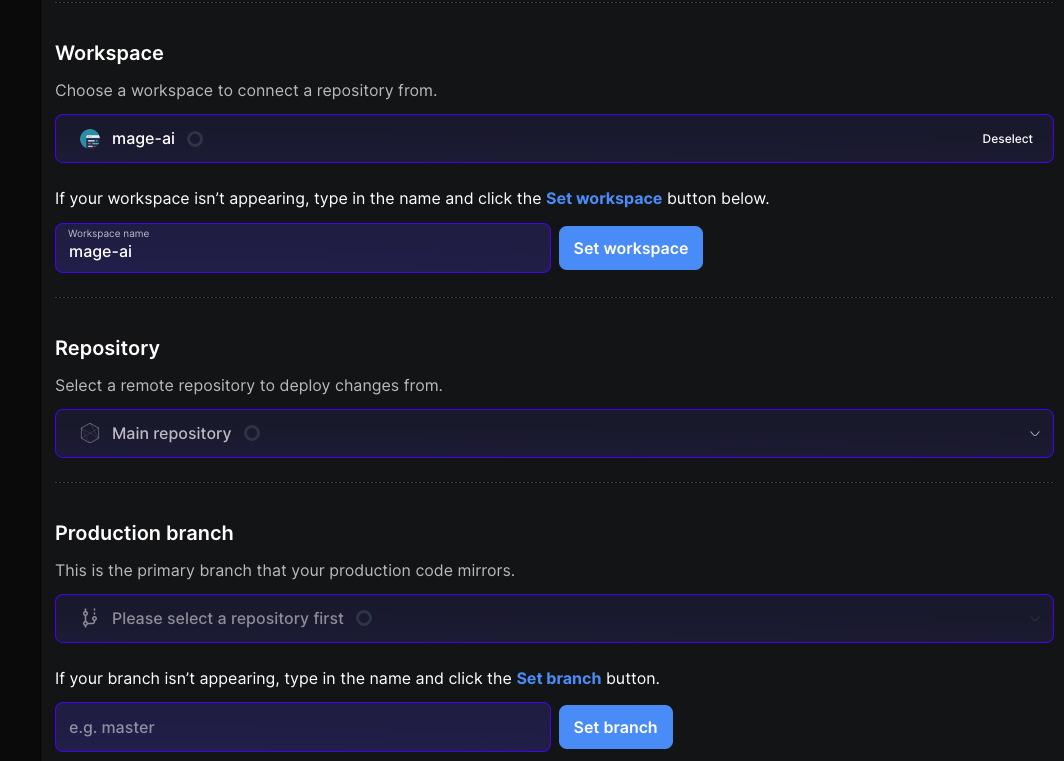 Workspace
Choose a workspace to connect a repository from.
mage-ai
Deselect
If your workspace isn’t appearing, type in the name and click the Set workspace button below.
Workspace name
mage-ai
Set workspace
Repository
Select a remote repository to deploy changes from.
Main repository
Production branch
This is the primary branch that your production code mirrors.
Please select a repository first
If your branch isn’t appearing, type in the name and click the Set branch button.
e.g. master
Set branch